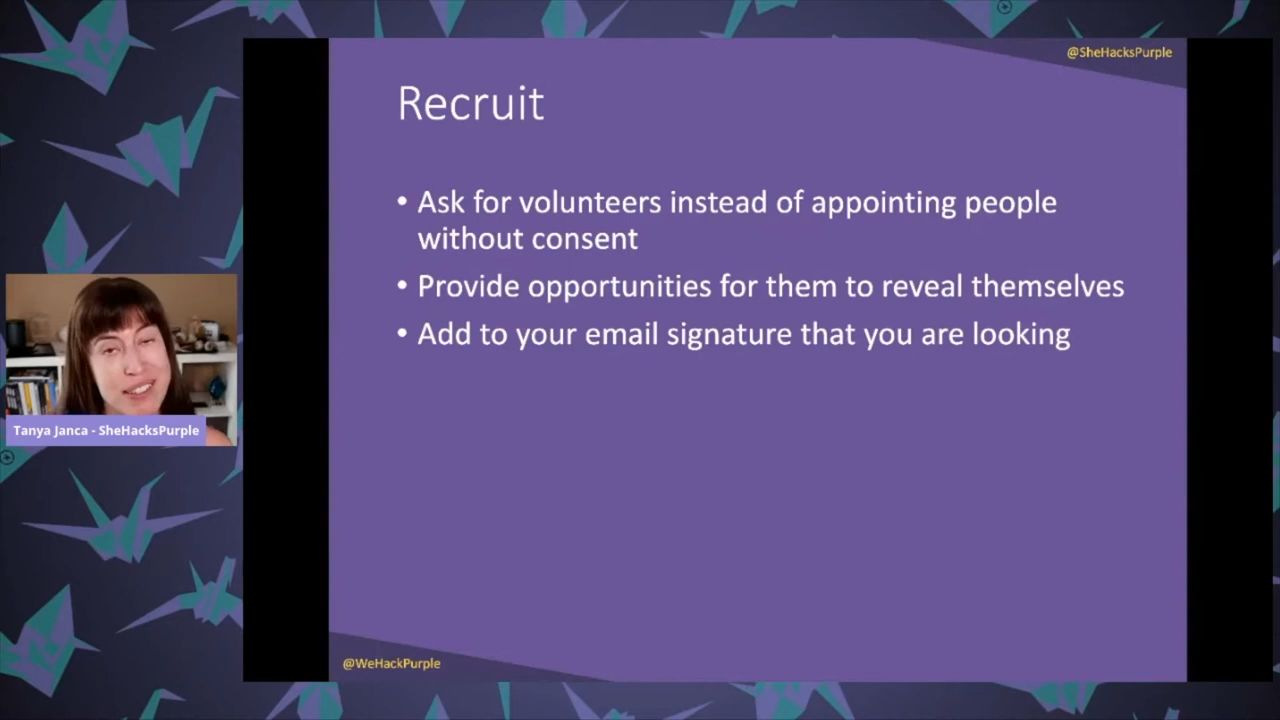 @SheHacksPurple
Recruit
• Ask for volunteers instead of appointing people
without consent
• Provide opportunities for them to reveal themselves
• Add to your email signature that you are looking
Tanya Janca - SheHacksPurple
@WeHackPurple